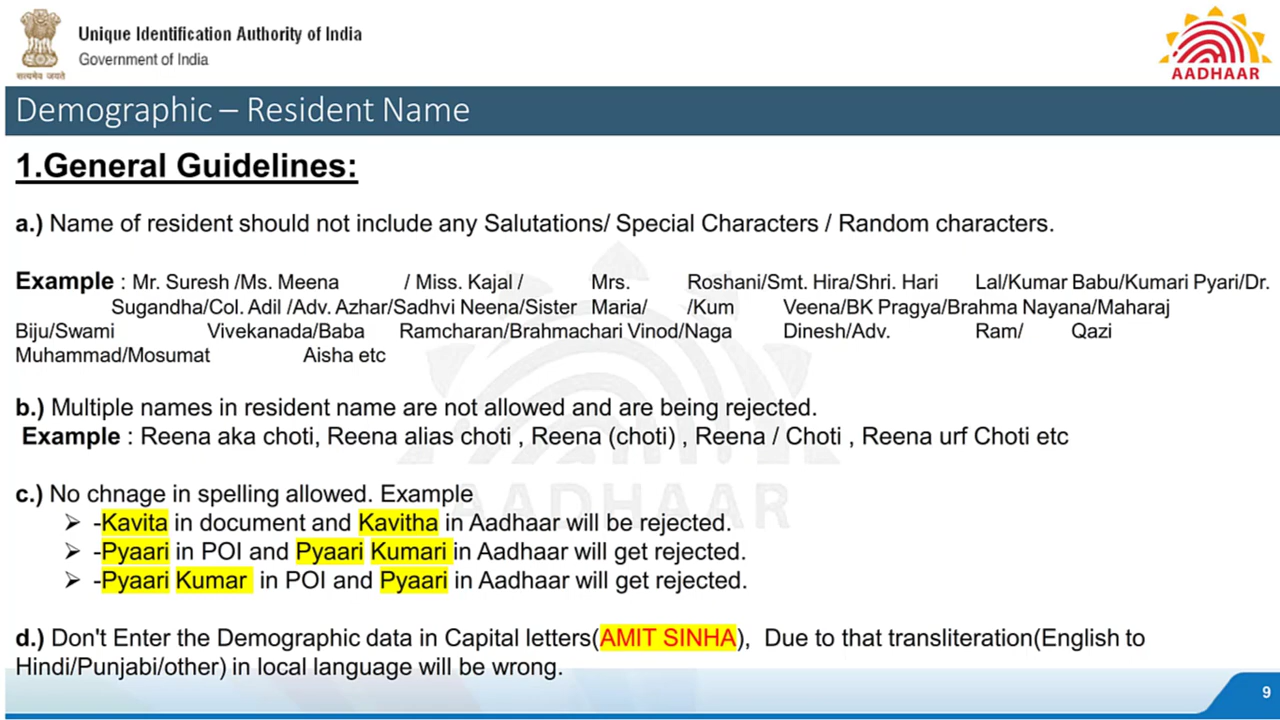 Unique Identification Authority of India
Government of India
सत्यमेव जयते
AADHAAR
Demographic – Resident Name
1.General Guidelines:
a.) Name of resident should not include any Salutations/ Special Characters / Random characters.
Example : Mr. Suresh /Ms. Meena / Miss. Kajal / Mrs. Roshani/Smt. Hira/Shri. Hari Lal/Kumar Babu/Kumari Pyari/Dr.
Sugandha/Col. Adil /Adv. Azhar/Sadhvi Neena/Sister Maria/ /Kum Veena/BK Pragya/Brahma Nayana/Maharaj
Biju/Swami Vivekanada/Baba Ramcharan/Brahmachari Vinod/Naga Dinesh/Adv. Ram/ Qazi
Muhammad/Mosumat Aisha etc
b.) Multiple names in resident name are not allowed and are being rejected.
Example : Reena aka choti, Reena alias choti , Reena (choti) , Reena / Choti , Reena urf Choti etc
c.) No chnage in spelling allowed. Example
➢ -Kavita in document and Kavitha in Aadhaar will be rejected.
➢ -Pyaari in POI and Pyaari Kumari in Aadhaar will get rejected.
➢ -Pyaari Kumar in POI and Pyaari in Aadhaar will get rejected.
AADHAAR
d.) Don't Enter the Demographic data in Capital letters(AMIT SINHA), Due to that transliteration(English to
Hindi/Punjabi/other) in local language will be wrong.
9